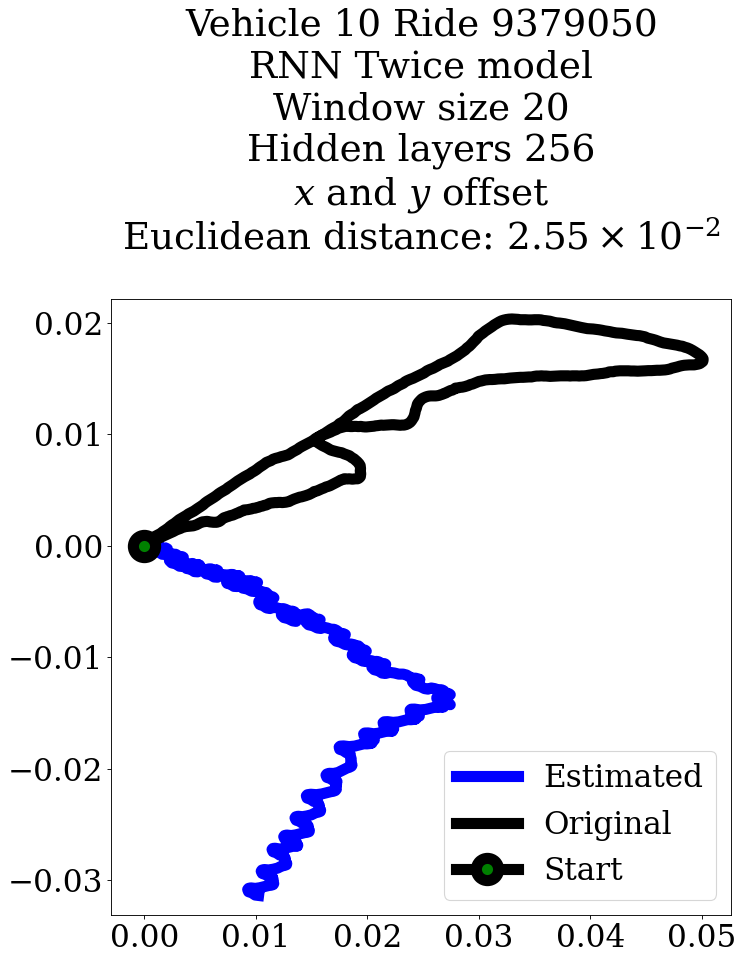 Vehicle 10 Ride 9379050
RNN Twice model
Window size 20
Hidden layers 256
x and y offset
Euclidean distance: 2.55 × 10⁻²
0.02
0.01
0.00
−0.01
−0.02
−0.03
Estimated
Original
Start
0.00 0.01 0.02 0.03 0.04 0.05